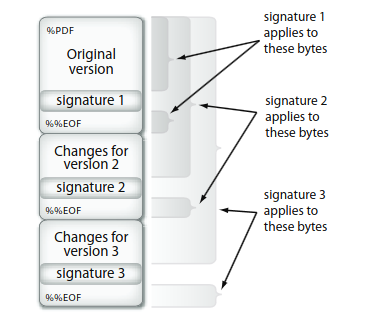 %PDF
Original
version
signature 1
%%EOF
Changes for
version 2
signature 2
%%EOF
Changes for
version 3
signature 3
%%EOF
signature 1
applies to
these bytes
signature 2
applies to
these bytes
signature 3
applies to
these bytes